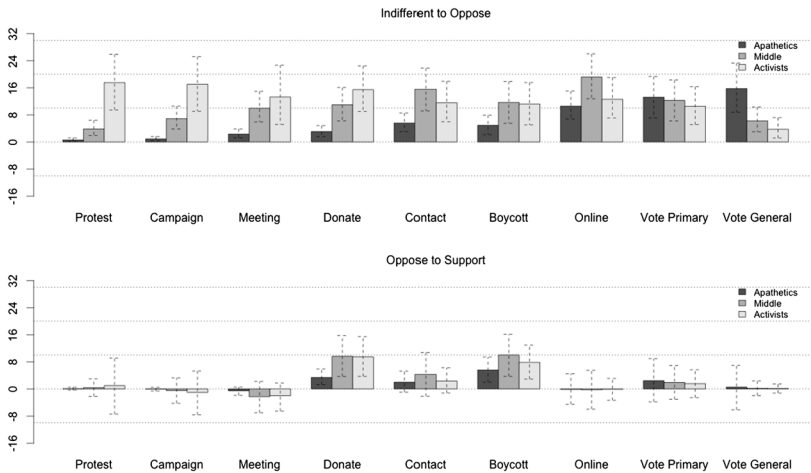 Indifferent to Oppose
32
24
16
8
0
-8
-16
Apathetics
Middle
Activists
Protest Campaign Meeting Donate Contact Boycott Online Vote Primary Vote General
Oppose to Support
32
24
16
8
0
-8
-16
Apathetics
Middle
Activists
Protest Campaign Meeting Donate Contact Boycott Online Vote Primary Vote General